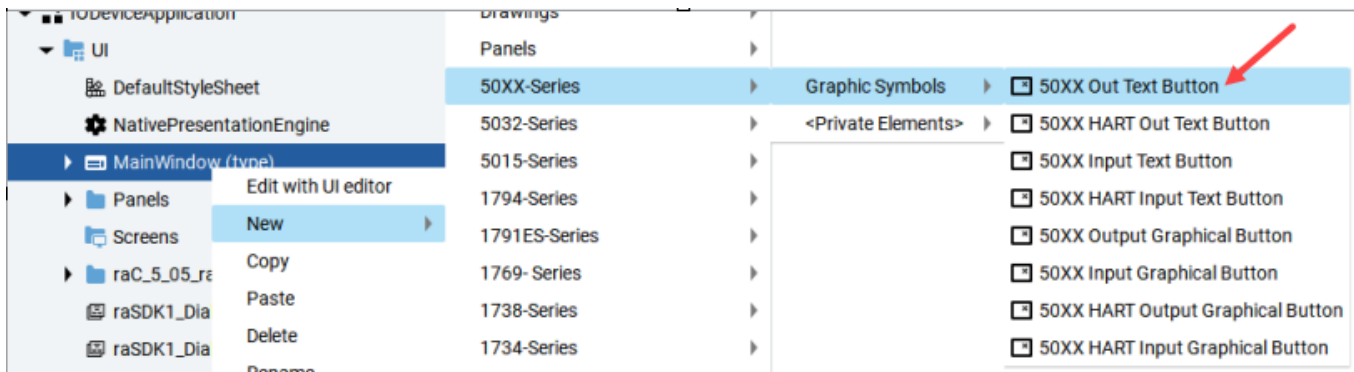 IODeviceApplication
UI
DefaultStyleSheet
NativePresentationEngine
MainWindow (type)
Panels
Screens
raC_5_05_ra
raSDK1_Dia
raSDK1_Dia
Edit with UI editor
New
Copy
Paste
Delete
Rename
Drawings
Panels
50XX-Series
5032-Series
5015-Series
1794-Series
1791ES-Series
1769- Series
1738-Series
1734-Series
Graphic Symbols
<Private Elements>
50XX Out Text Button
50XX HART Out Text Button
50XX Input Text Button
50XX HART Input Text Button
50XX Output Graphical Button
50XX Input Graphical Button
50XX HART Output Graphical Button
50XX HART Input Graphical Button